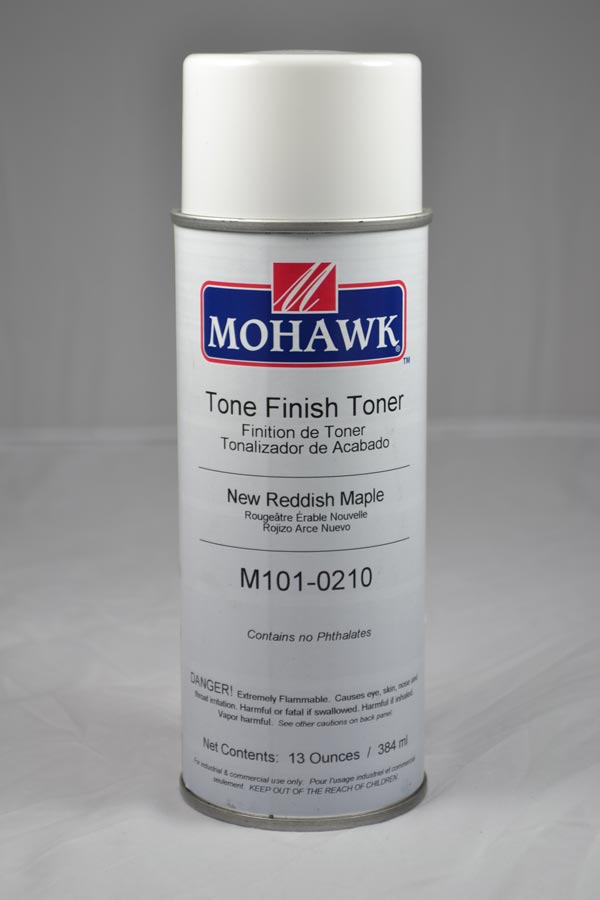 M
MOHAWK®
™
Tone Finish Toner
Finition de Toner
Tonalizador de Acabado
New Reddish Maple
Rougeâtre Érable Nouvelle
Rojizo Arce Nuevo
M101-0210
Contains no Phthalates
DANGER! Extremely Flammable. Causes eye, skin, nose and
throat irritation. Harmful or fatal if swallowed. Harmful if inhaled.
Vapor harmful. See other cautions on back panel.
Net Contents: 13 Ounces / 384 ml
For industrial & commercial use only. Pour l'usage industriel et commercial
seulement. KEEP OUT OF THE REACH OF CHILDREN.